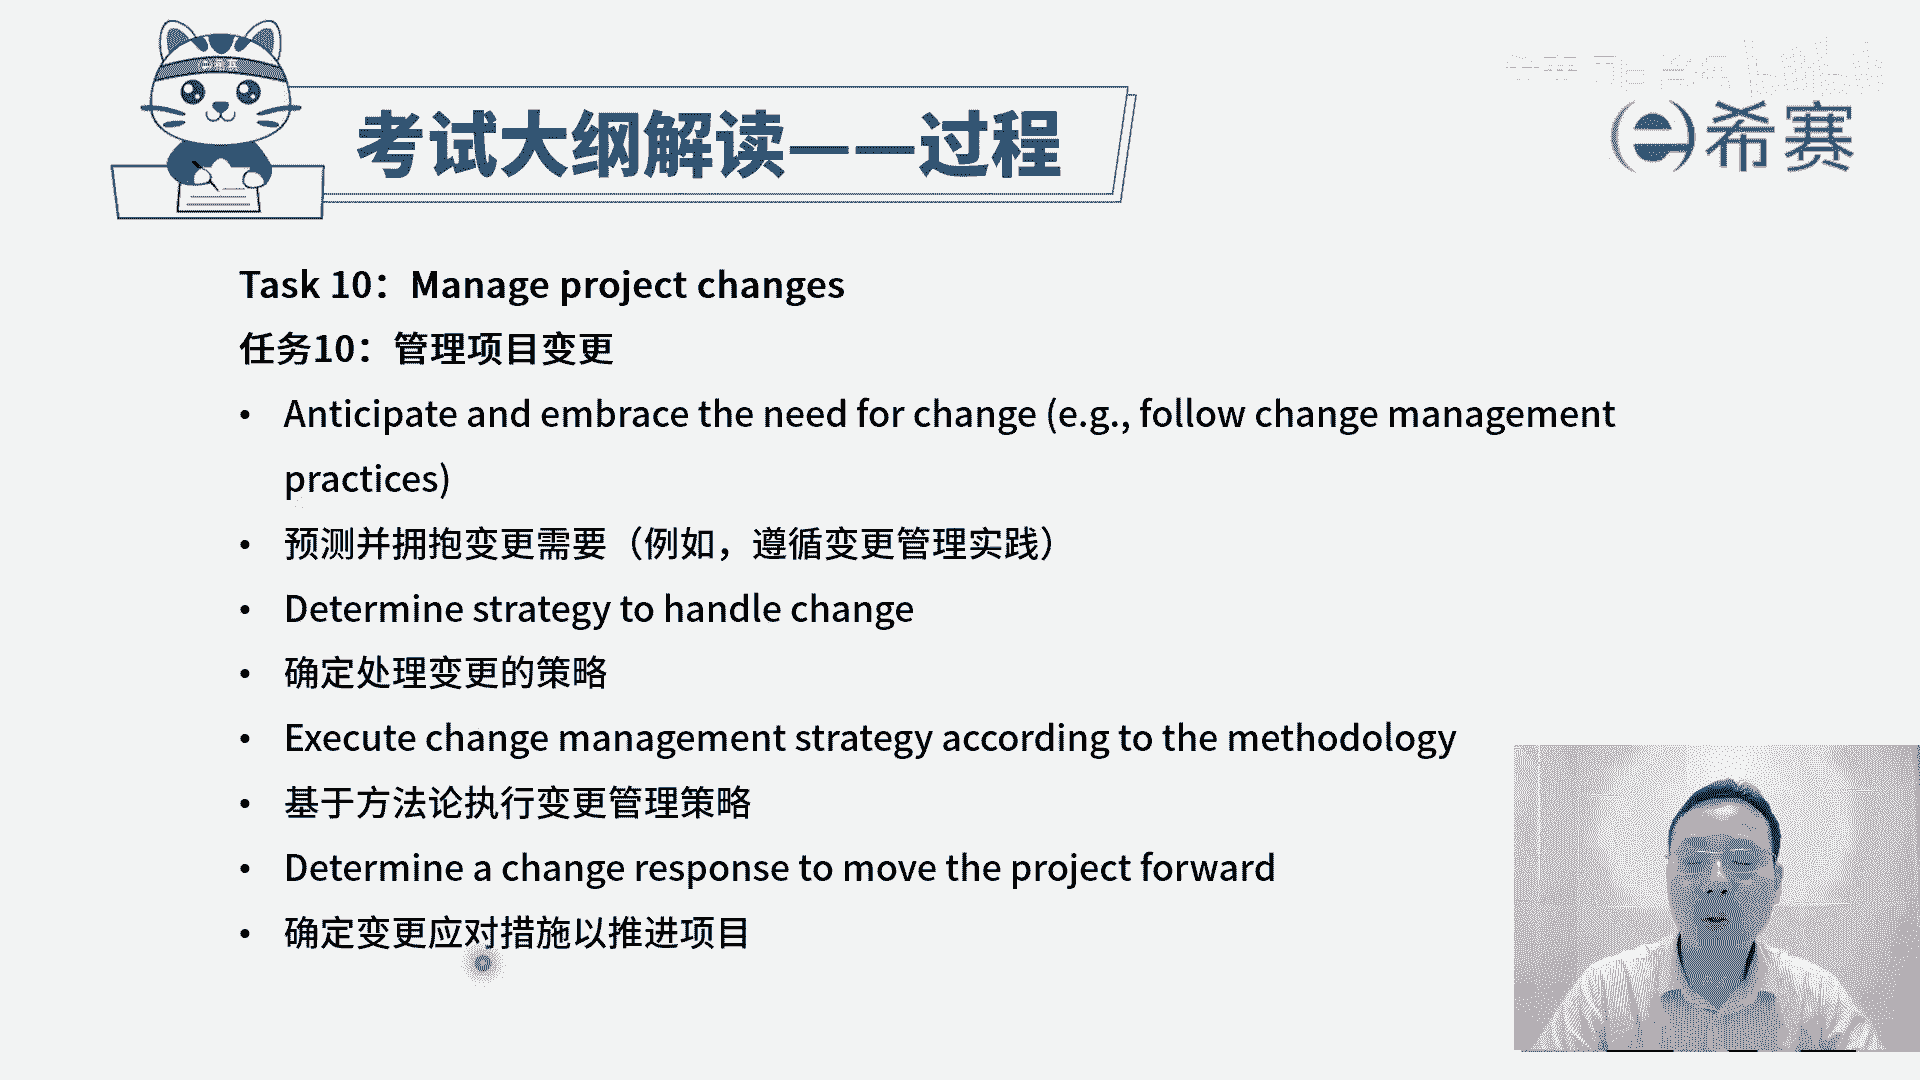 考试大纲解读——过程
希赛
Task 10：Manage project changes
任务10：管理项目变更
• Anticipate and embrace the need for change (e.g., follow change management
practices)
• 预测并拥抱变更需要（例如，遵循变更管理实践）
• Determine strategy to handle change
• 确定处理变更的策略
• Execute change management strategy according to the methodology
• 基于方法论执行变更管理策略
• Determine a change response to move the project forward
• 确定变更应对措施以推进项目